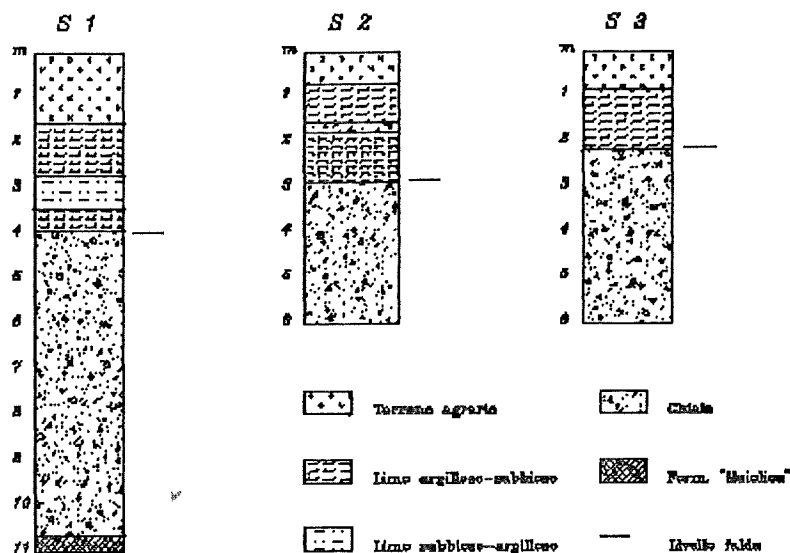 S 1
m
1
2
3
4
5
6
7
8
9
10
11
S 2
m
1
2
3
4
5
6
S 3
m
1
2
3
4
5
6
Terreno agrario
Limo argilloso-sabbioso
Limo sabbioso-argilloso
Ghiaia
Form.
Livello falda